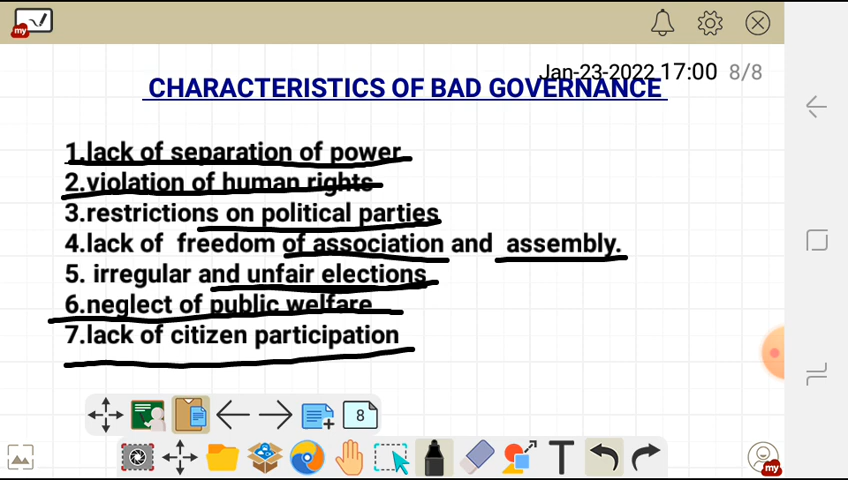 my
Jan-23-2022 17:00 8/8
CHARACTERISTICS OF BAD GOVERNANCE
1.lack of separation of power
2.violation of human rights
3.restrictions on political parties
4.lack of freedom of association and assembly.
5. irregular and unfair elections
6.neglect of public welfare
7.lack of citizen participation
8
T
my